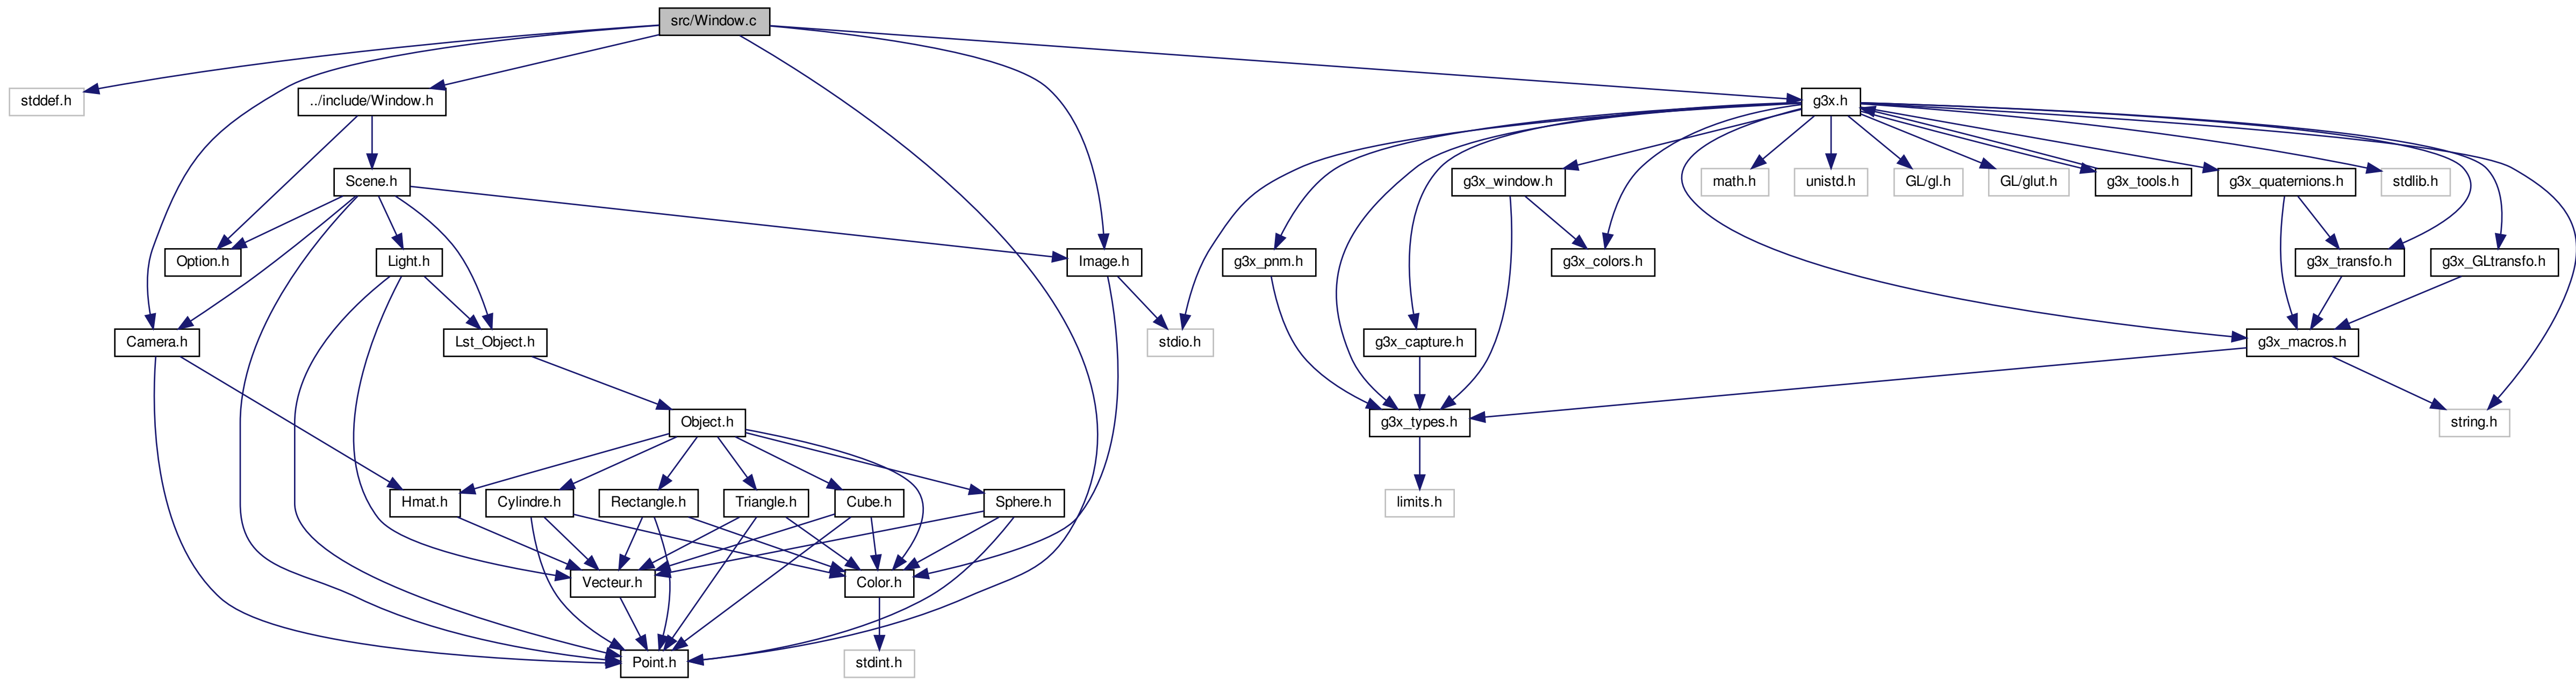 src/Window.c
stddef.h
../include/Window.h
g3x.h
Scene.h
g3x_window.h
math.h
unistd.h
GL/gl.h
GL/glut.h
g3x_tools.h
g3x_quaternions.h
stdlib.h
Option.h
Light.h
Image.h
g3x_pnm.h
g3x_colors.h
g3x_transfo.h
g3x_GLtransfo.h
Camera.h
Lst_Object.h
stdio.h
g3x_capture.h
g3x_macros.h
Object.h
g3x_types.h
string.h
Hmat.h
Cylindre.h
Rectangle.h
Triangle.h
Cube.h
Sphere.h
limits.h
Vecteur.h
Color.h
Point.h
stdint.h